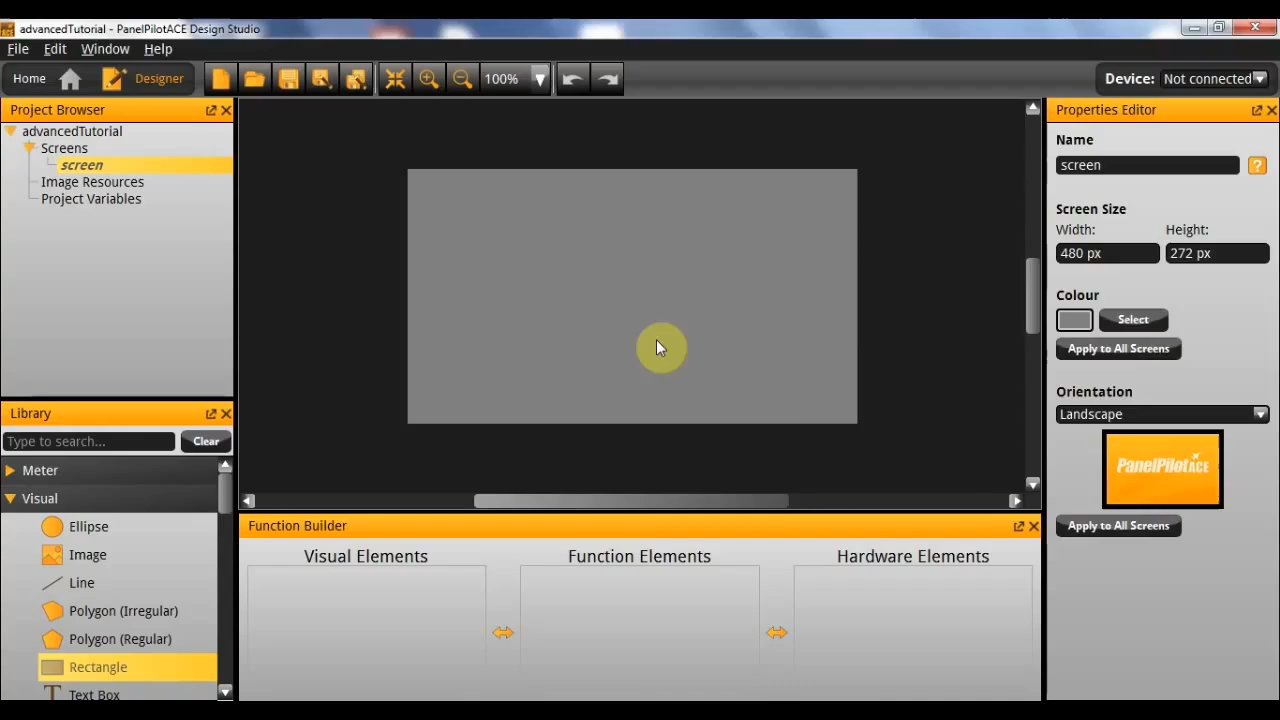 advancedTutorial - PanelPilotACE Design Studio
File Edit Window Help
Home Designer 100% Device: Not connected
Project Browser
advancedTutorial
Screens
screen
Image Resources
Project Variables
Library
Type to search... Clear
Meter
Visual
Ellipse
Image
Line
Polygon (Irregular)
Polygon (Regular)
Rectangle
Text Box
Function Builder
Visual Elements Function Elements Hardware Elements
Properties Editor
Name
screen ?
Screen Size
Width: Height:
480 px 272 px
Colour
Select
Apply to All Screens
Orientation
Landscape
PanelPilotACE
Apply to All Screens